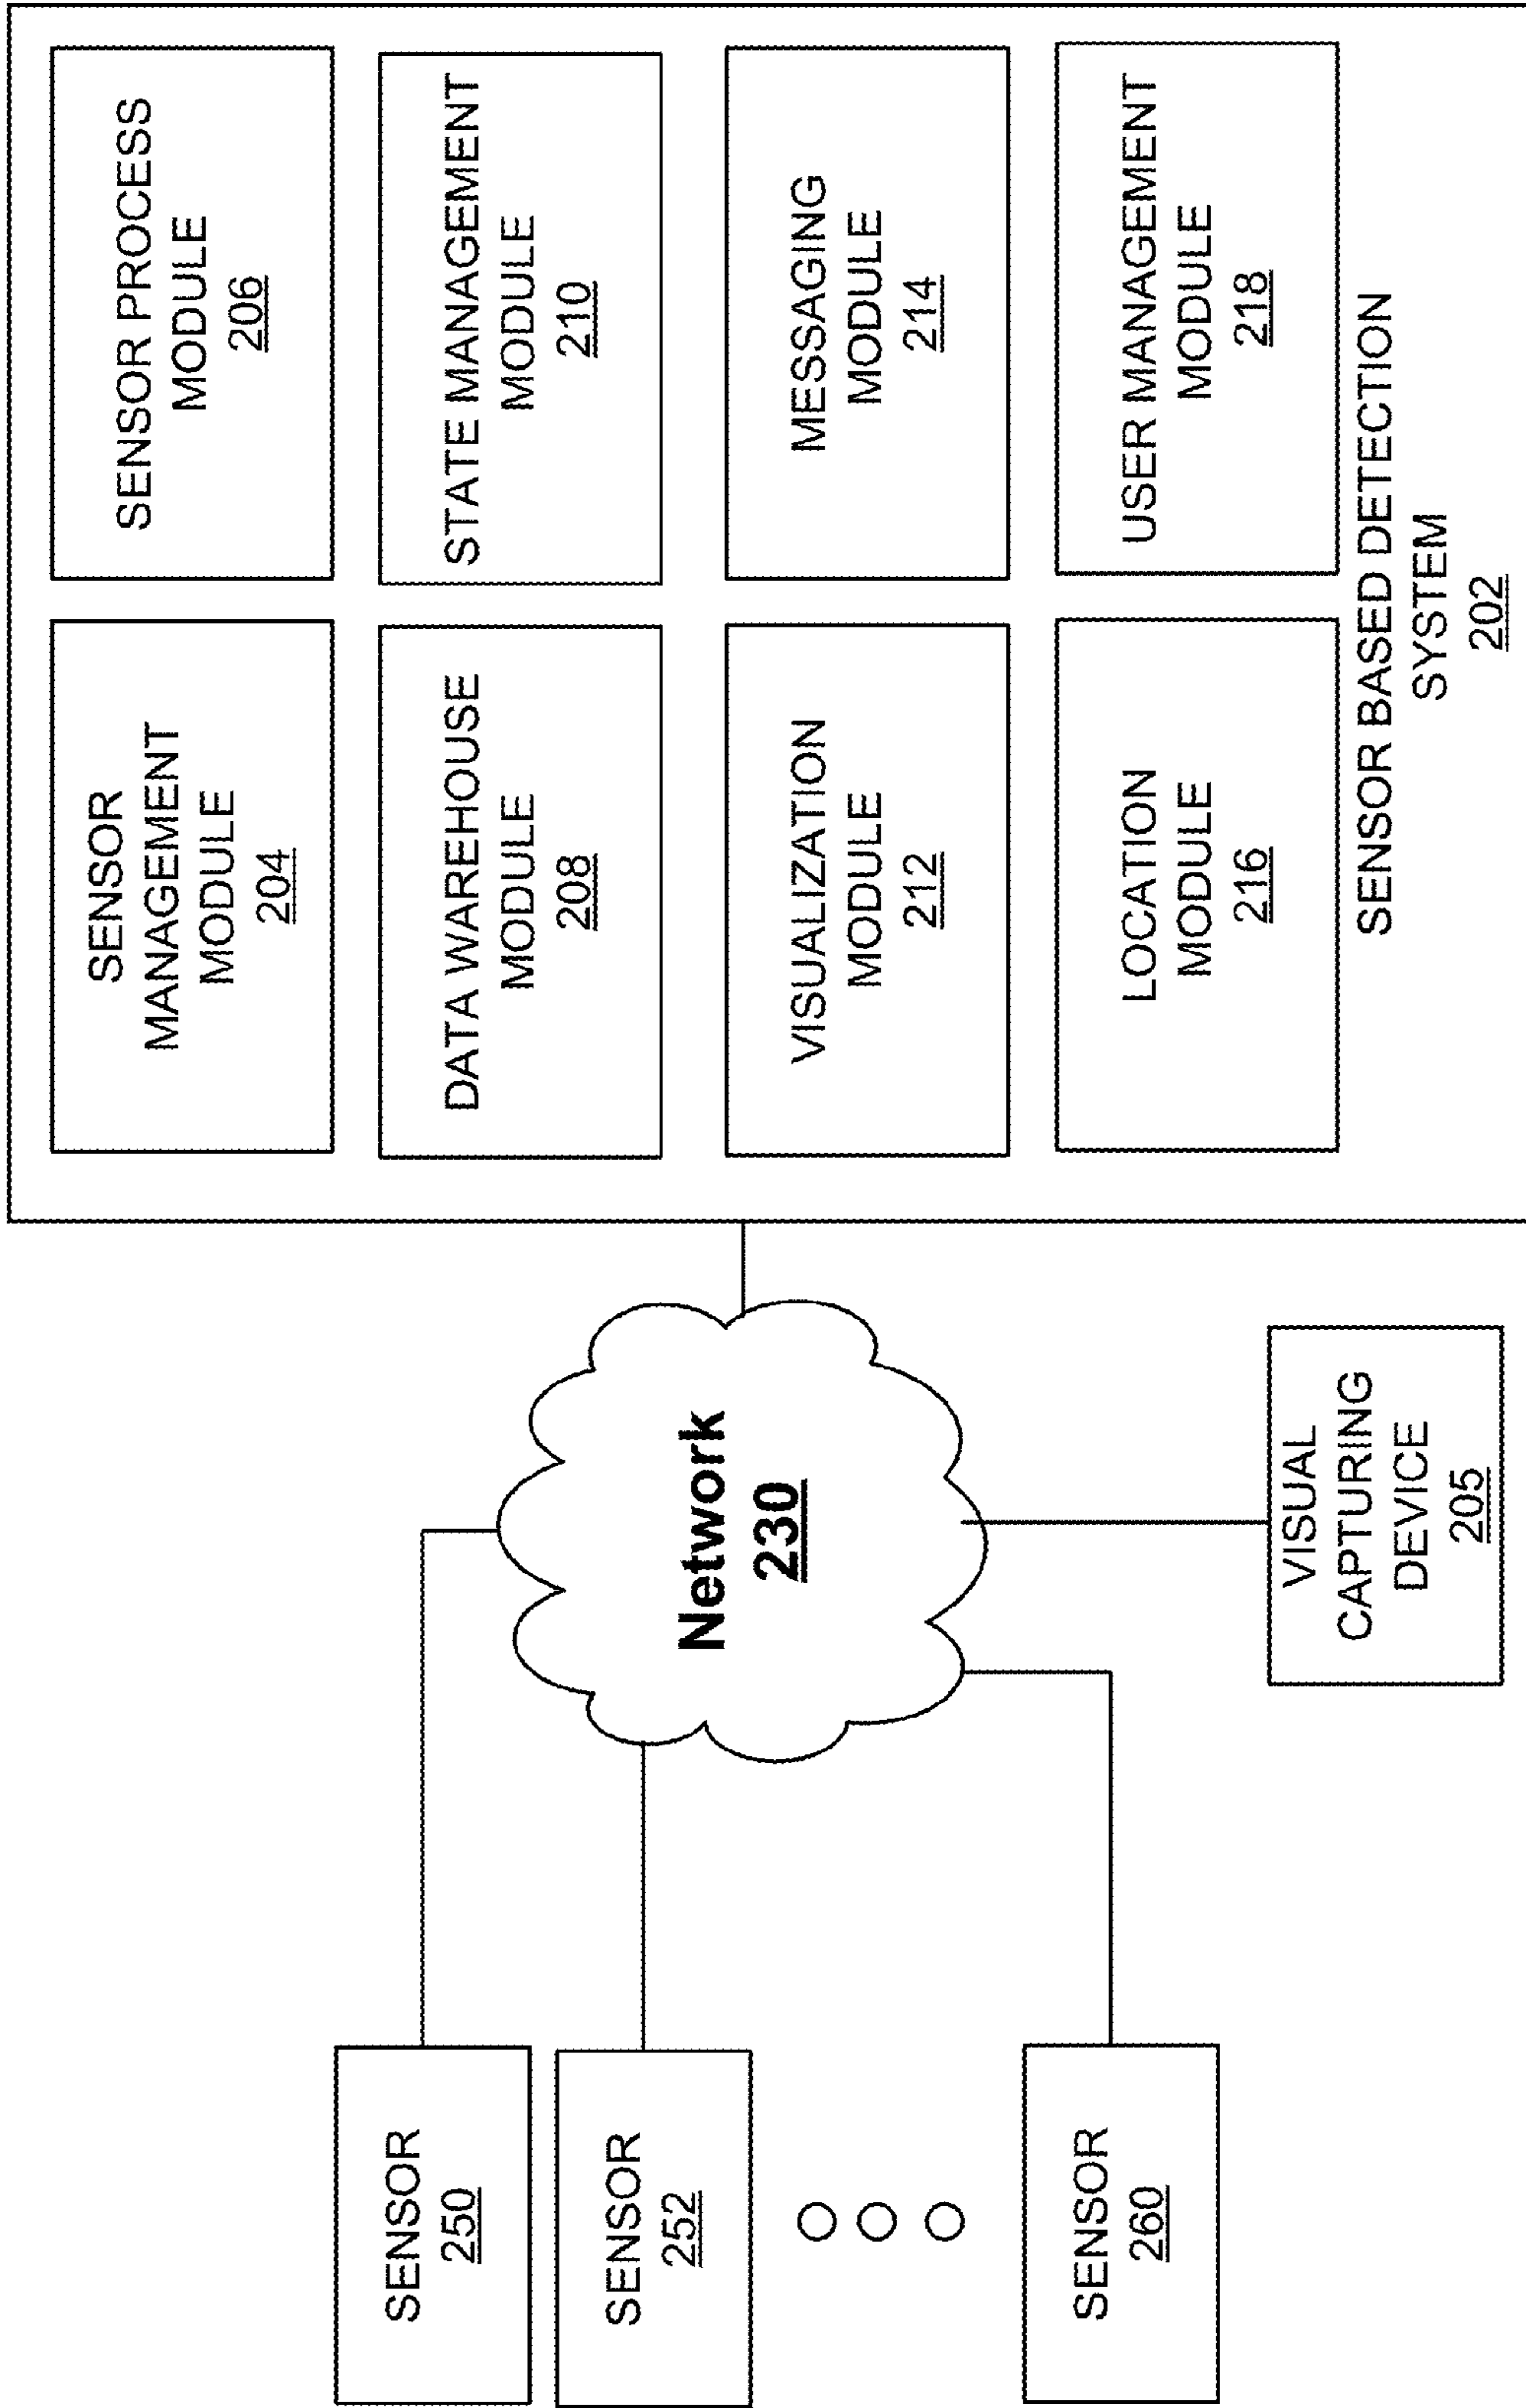 SENSOR
250
SENSOR
252
SENSOR
260
Network
230
VISUAL
CAPTURING
DEVICE
205
SENSOR
MANAGEMENT
MODULE
204
SENSOR PROCESS
MODULE
206
DATA WAREHOUSE
MODULE
208
STATE MANAGEMENT
MODULE
210
VISUALIZATION
MODULE
212
MESSAGING
MODULE
214
LOCATION
MODULE
216
USER MANAGEMENT
MODULE
218
SENSOR BASED DETECTION
SYSTEM
202